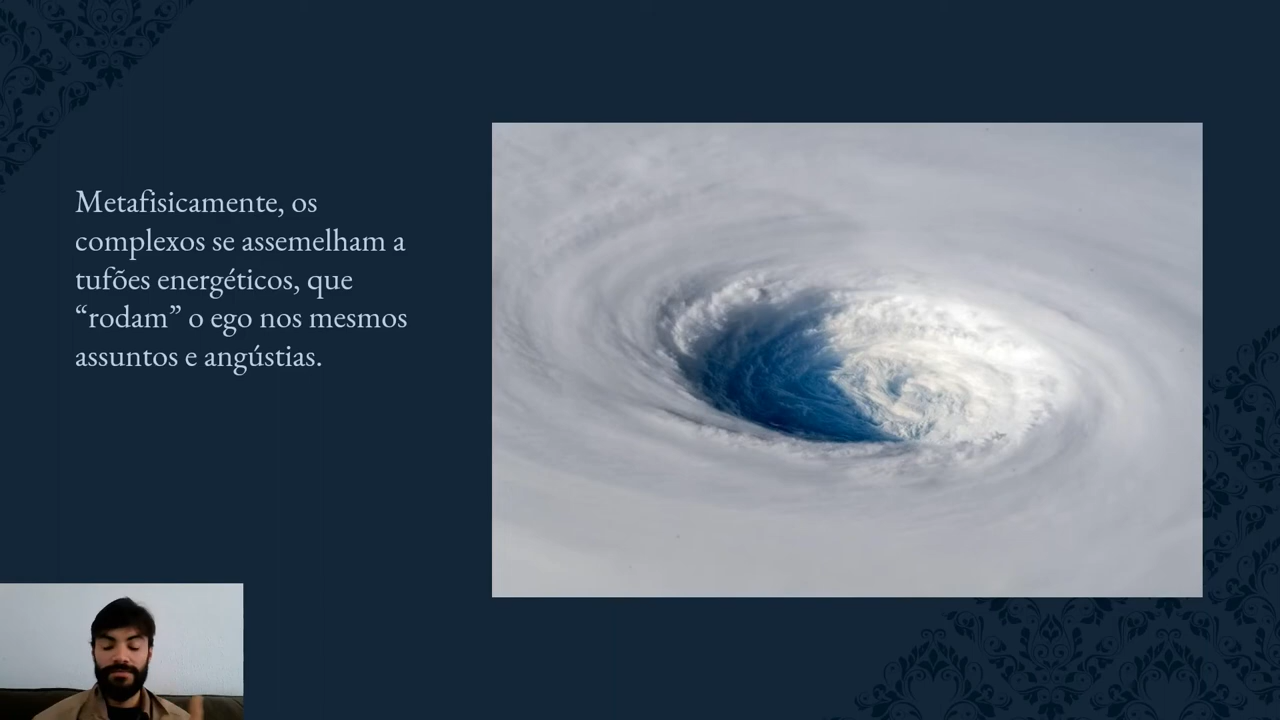 Metafisicamente, os
complexos se assemelham a
tufões energéticos, que
“rodam” o ego nos mesmos
assuntos e angústias.